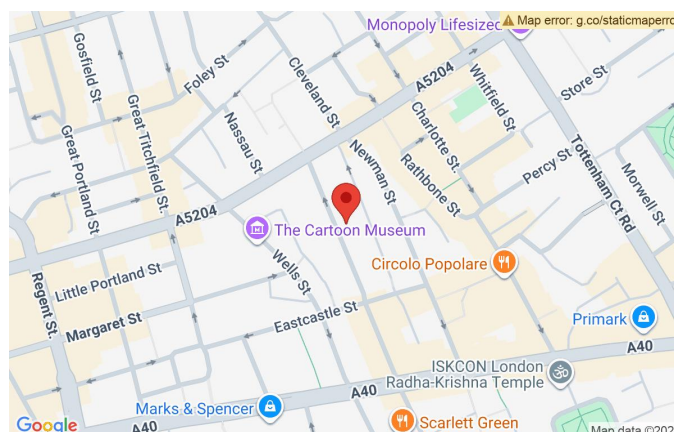 Monopoly Lifesized
Map error: g.co/staticmaperro
Gosfield St
Foley St
Cleveland St
A5204
Whitfield St
Store St
Great Titchfield St.
Nassau St
Charlotte St.
Great Portland St
Newman St
Rathbone St
Percy St
Tottenham Ct Rd
Morwell St
A5204
The Cartoon Museum
Circolo Popolare
Regent St.
Little Portland St
Wells St
Margaret St
Eastcastle St
Primark
A40
ISKCON London
Radha-Krishna Temple
A40
Marks & Spencer
A40
Scarlett Green
Google
Map data ©202